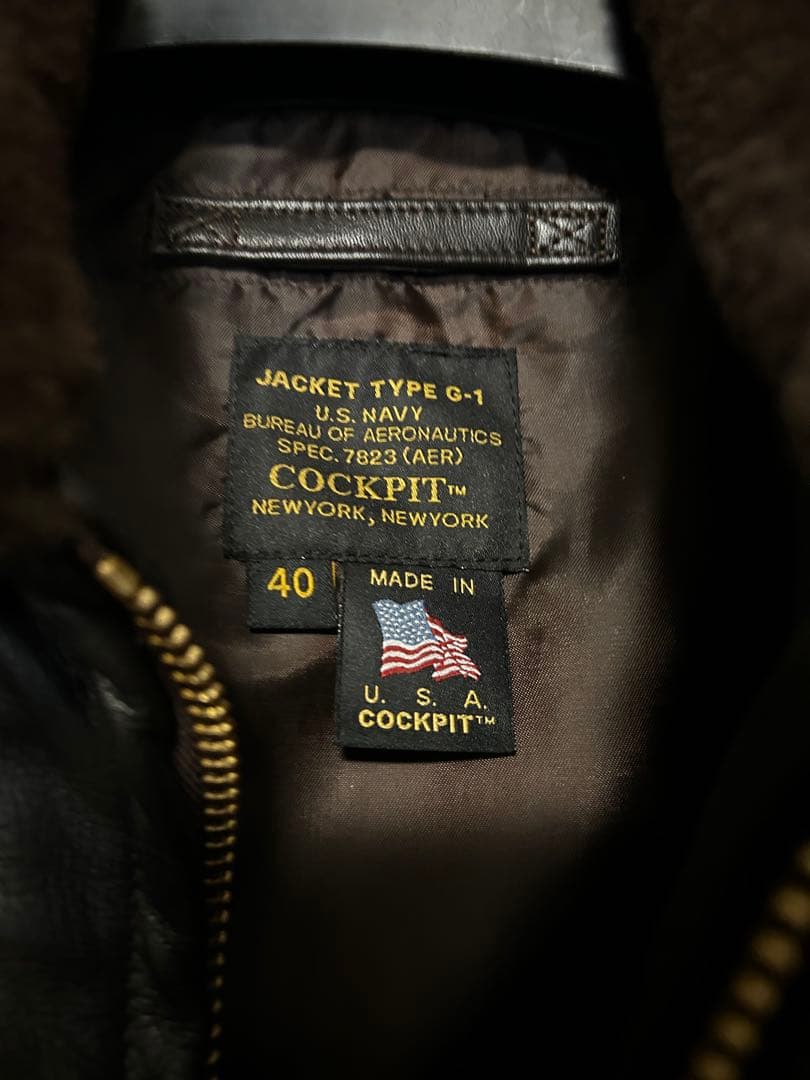 JACKET TYPE G-1
U.S. NAVY
BUREAU OF AERONAUTICS
SPEC. 7823 (AER)
COCKPIT™
NEWYORK, NEWYORK
40
MADE IN
U. S. A.
COCKPIT™